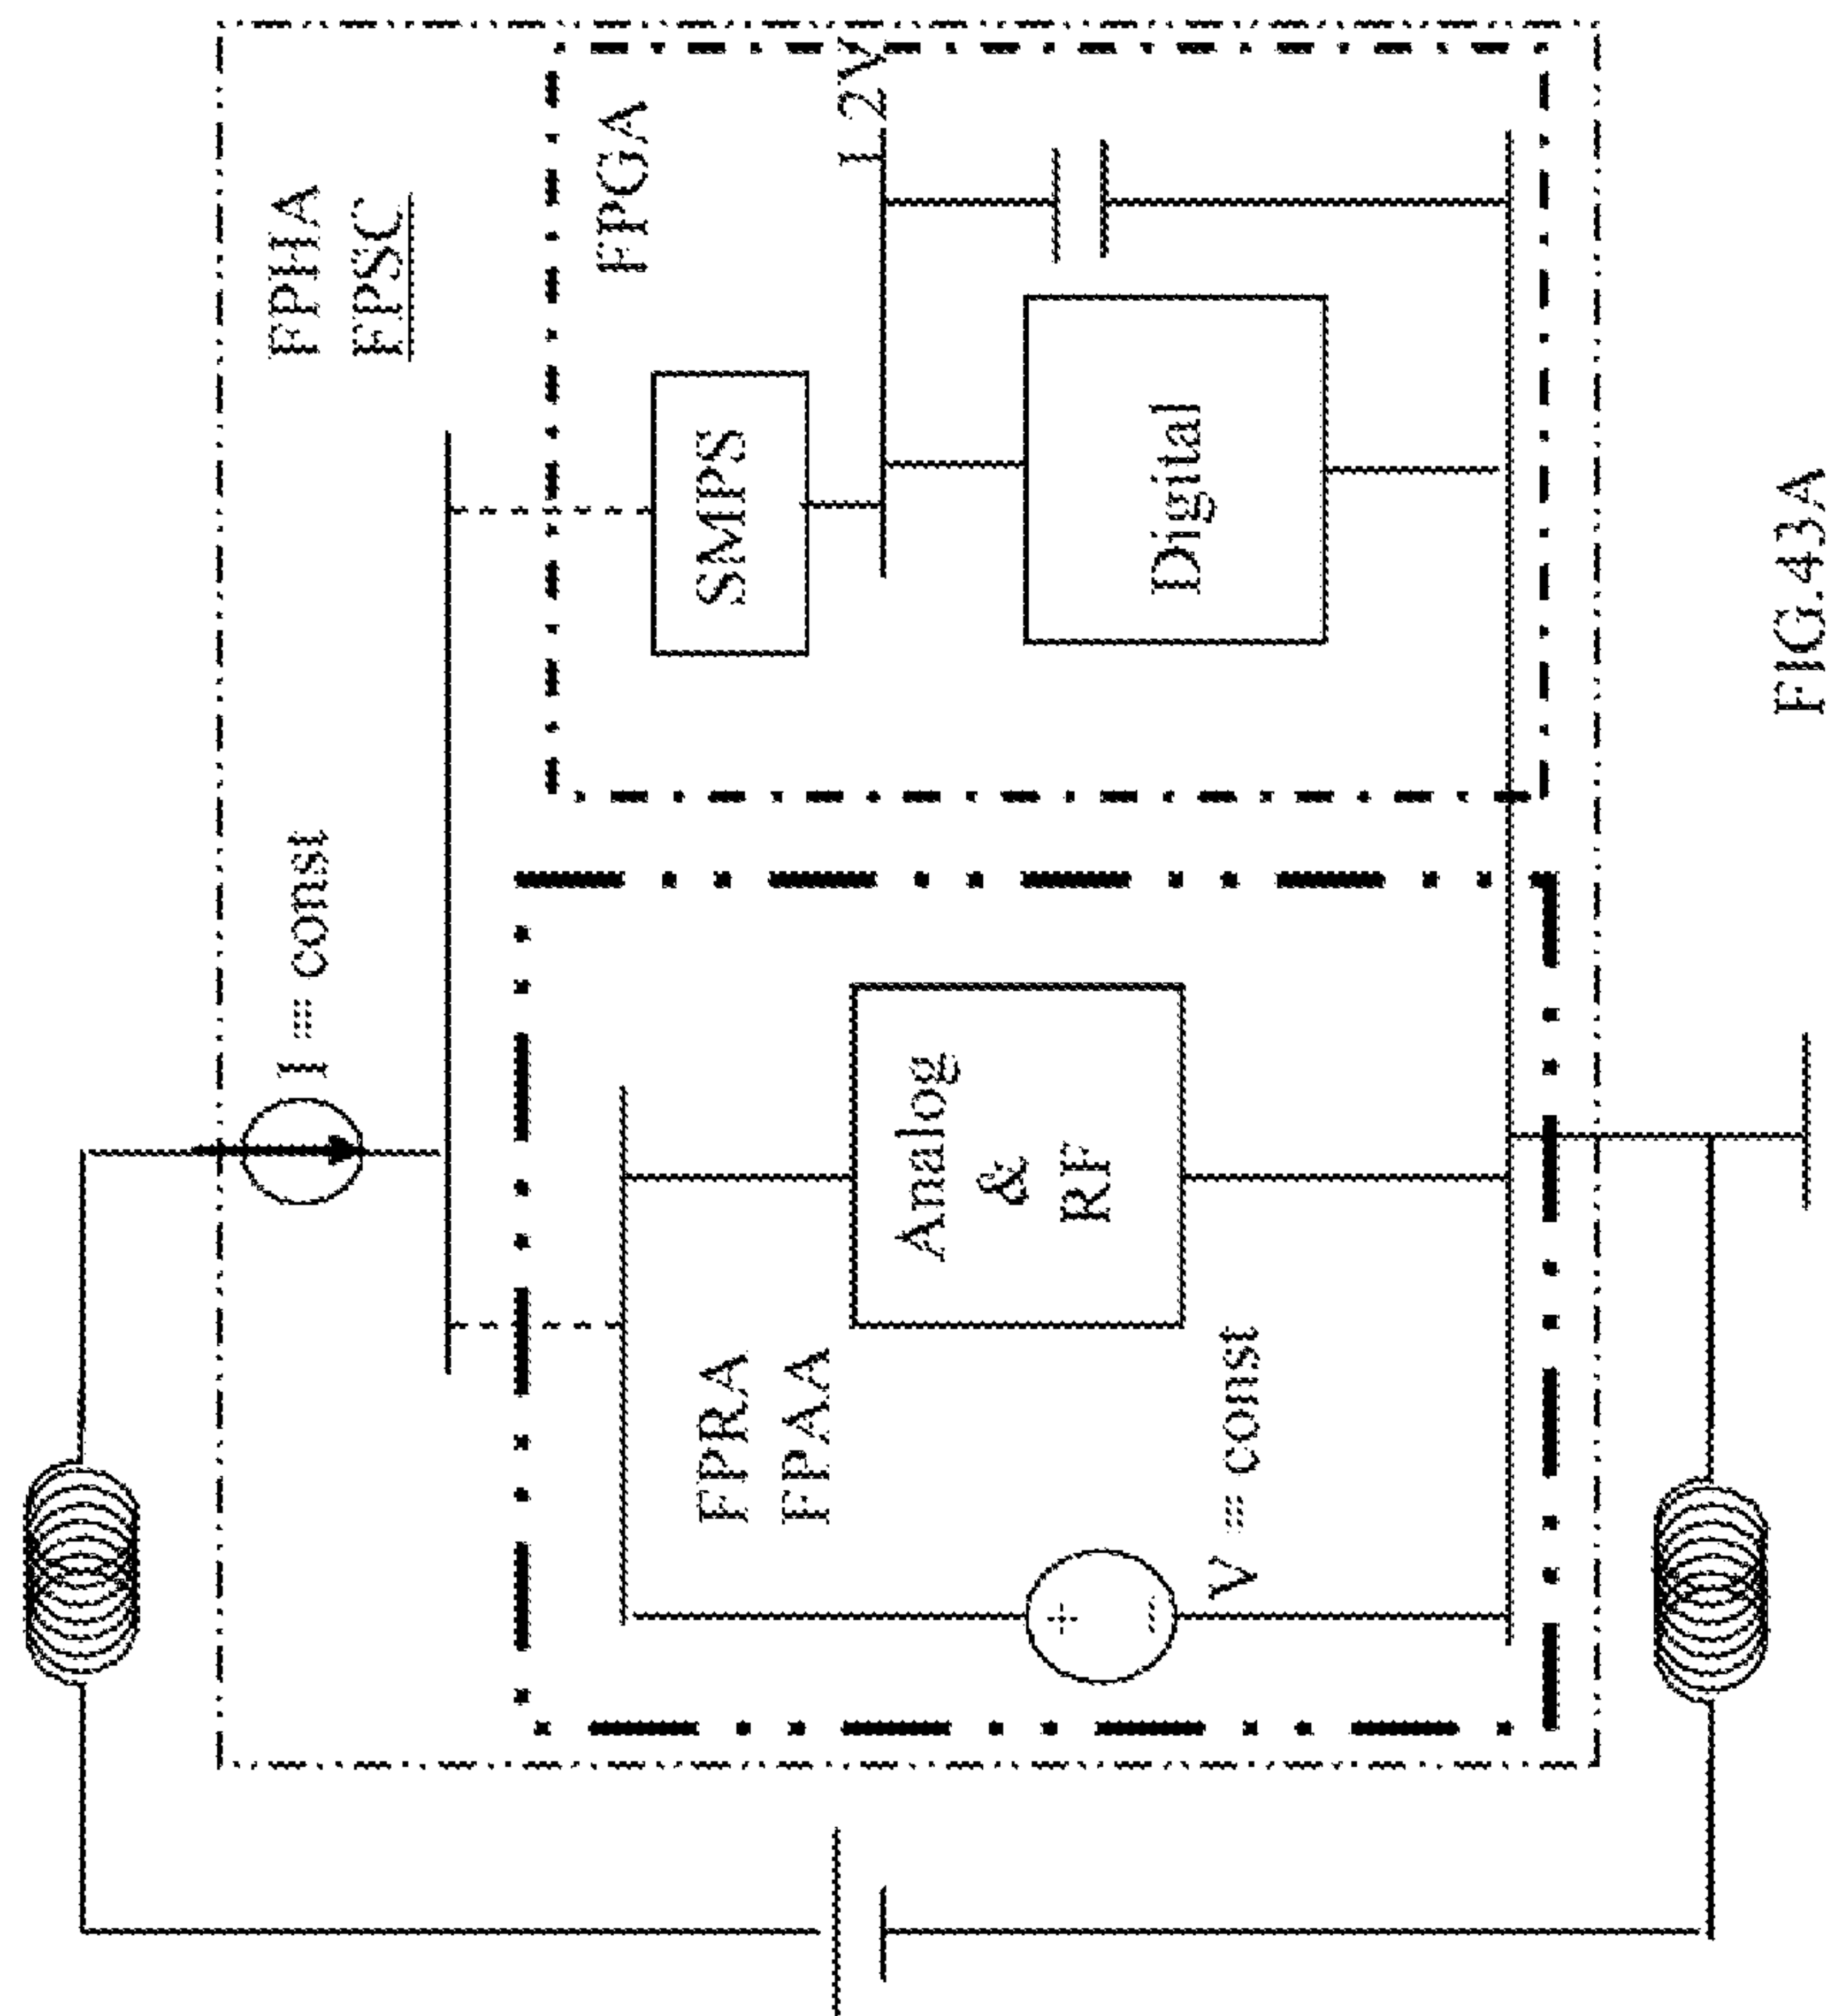 I = const
FPHA
FPSC
FPRA
FPAA
Analog
&
RF
+
-
V = const
FPGA
SMPS
1.2V
Digital
FIG.43A